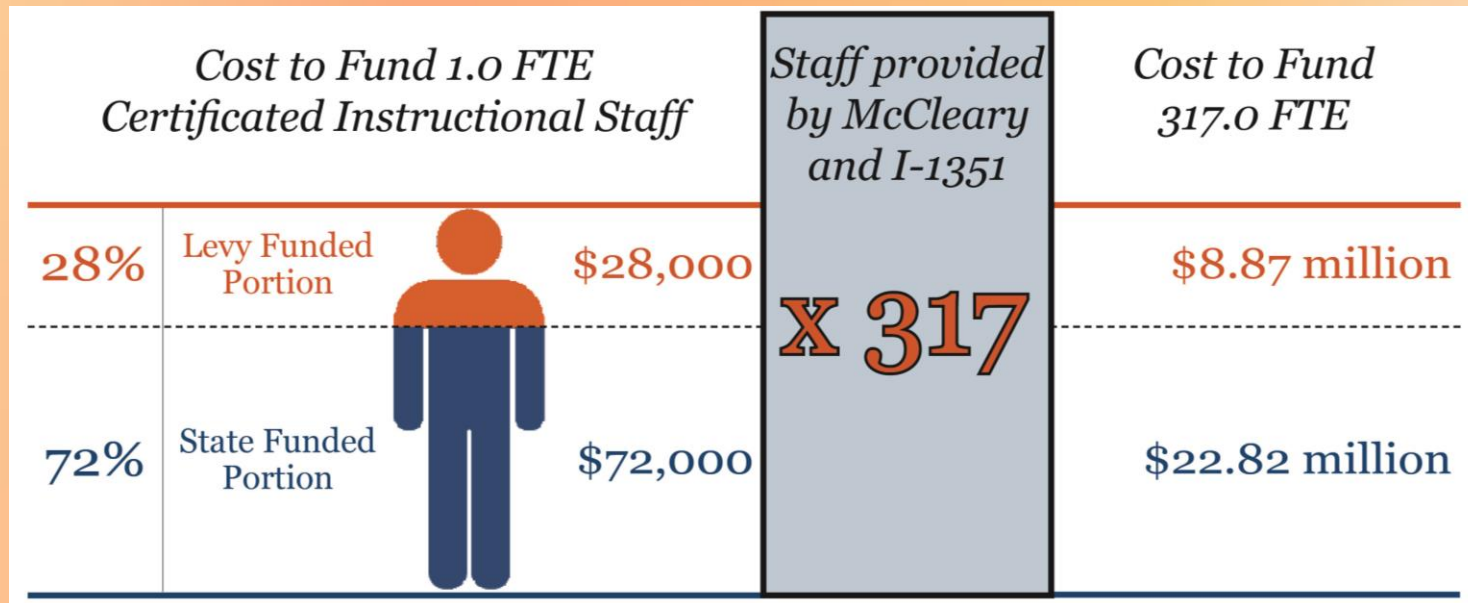 Cost to Fund 1.0 FTE
Certificated Instructional Staff
Staff provided
by McCleary
and I-1351
Cost to Fund
317.0 FTE
28%
Levy Funded
Portion
$28,000
x 317
$8.87 million
72%
State Funded
Portion
$72,000
$22.82 million